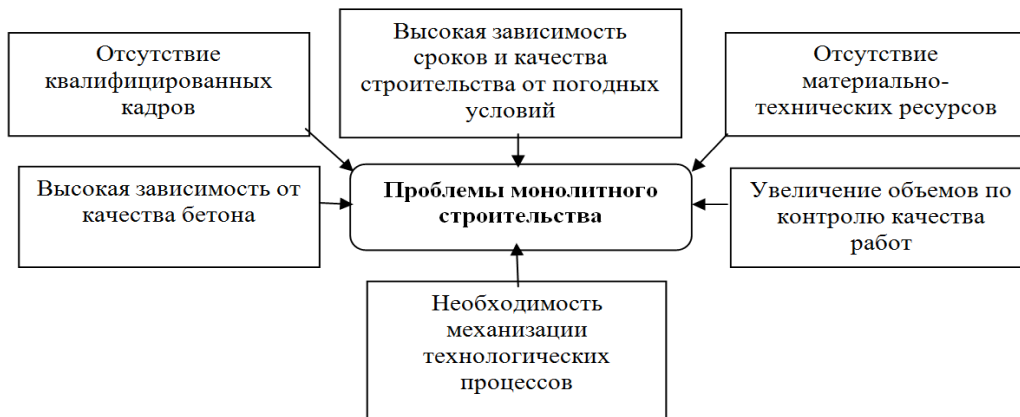 Отсутствие
квалифицированных
кадров
Высокая зависимость
сроков и качества
строительства от погодных
условий
Отсутствие
материально-
технических ресурсов
Высокая зависимость от
качества бетона
Проблемы монолитного
строительства
Увеличение объемов по
контролю качества
работ
Необходимость
механизации
технологических
процессов